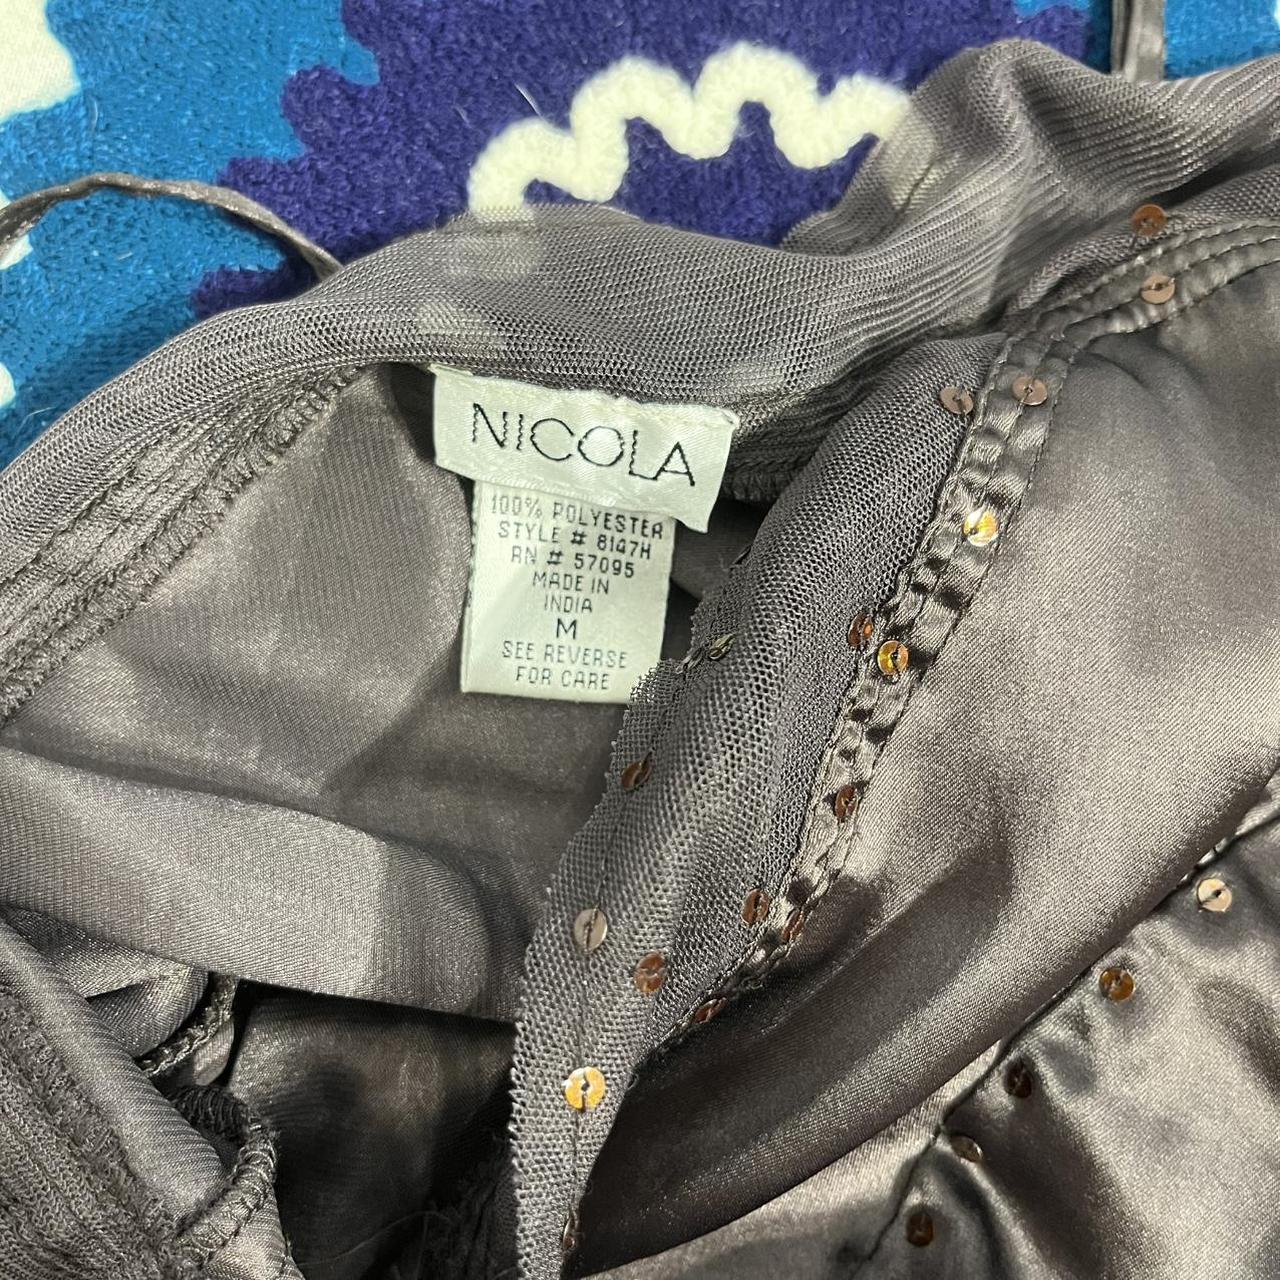 NICOLA
100% POLYESTER
STYLE # 8147H
RN # 57095
MADE IN
INDIA
M
SEE REVERSE
FOR CARE